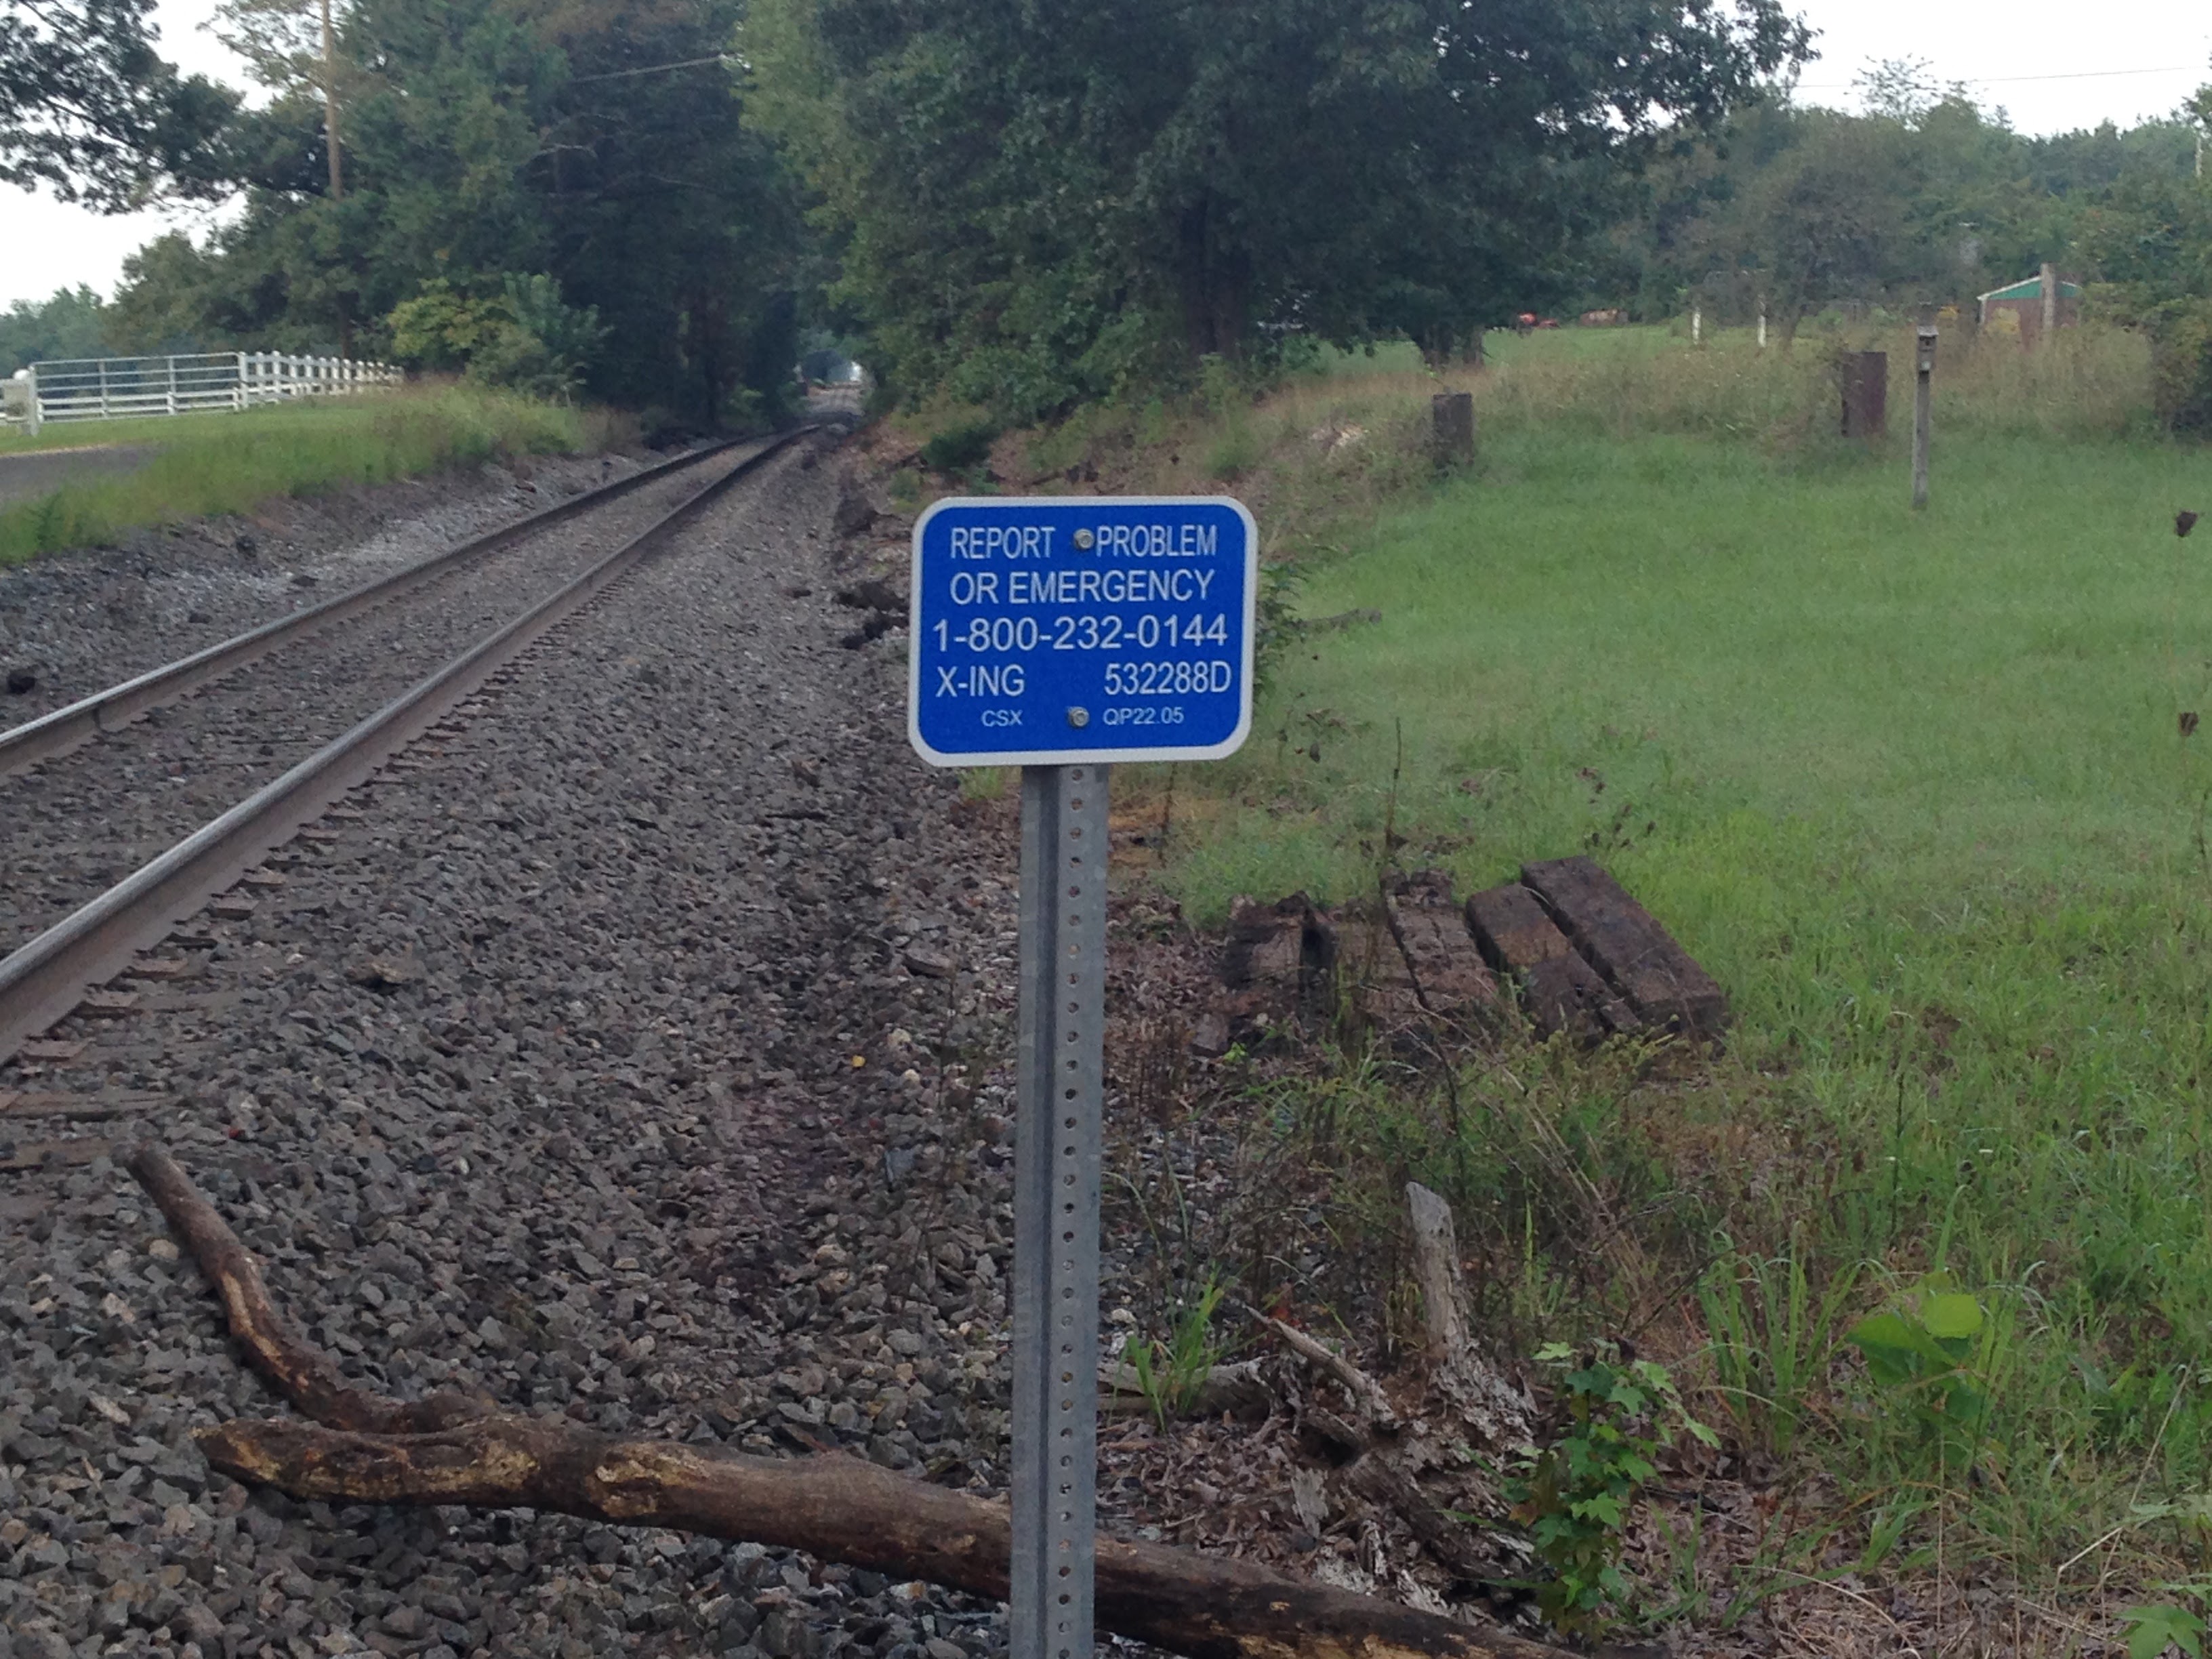 REPORT PROBLEM
OR EMERGENCY
1-800-232-0144
X-ING 532288D
CSX QP22.05